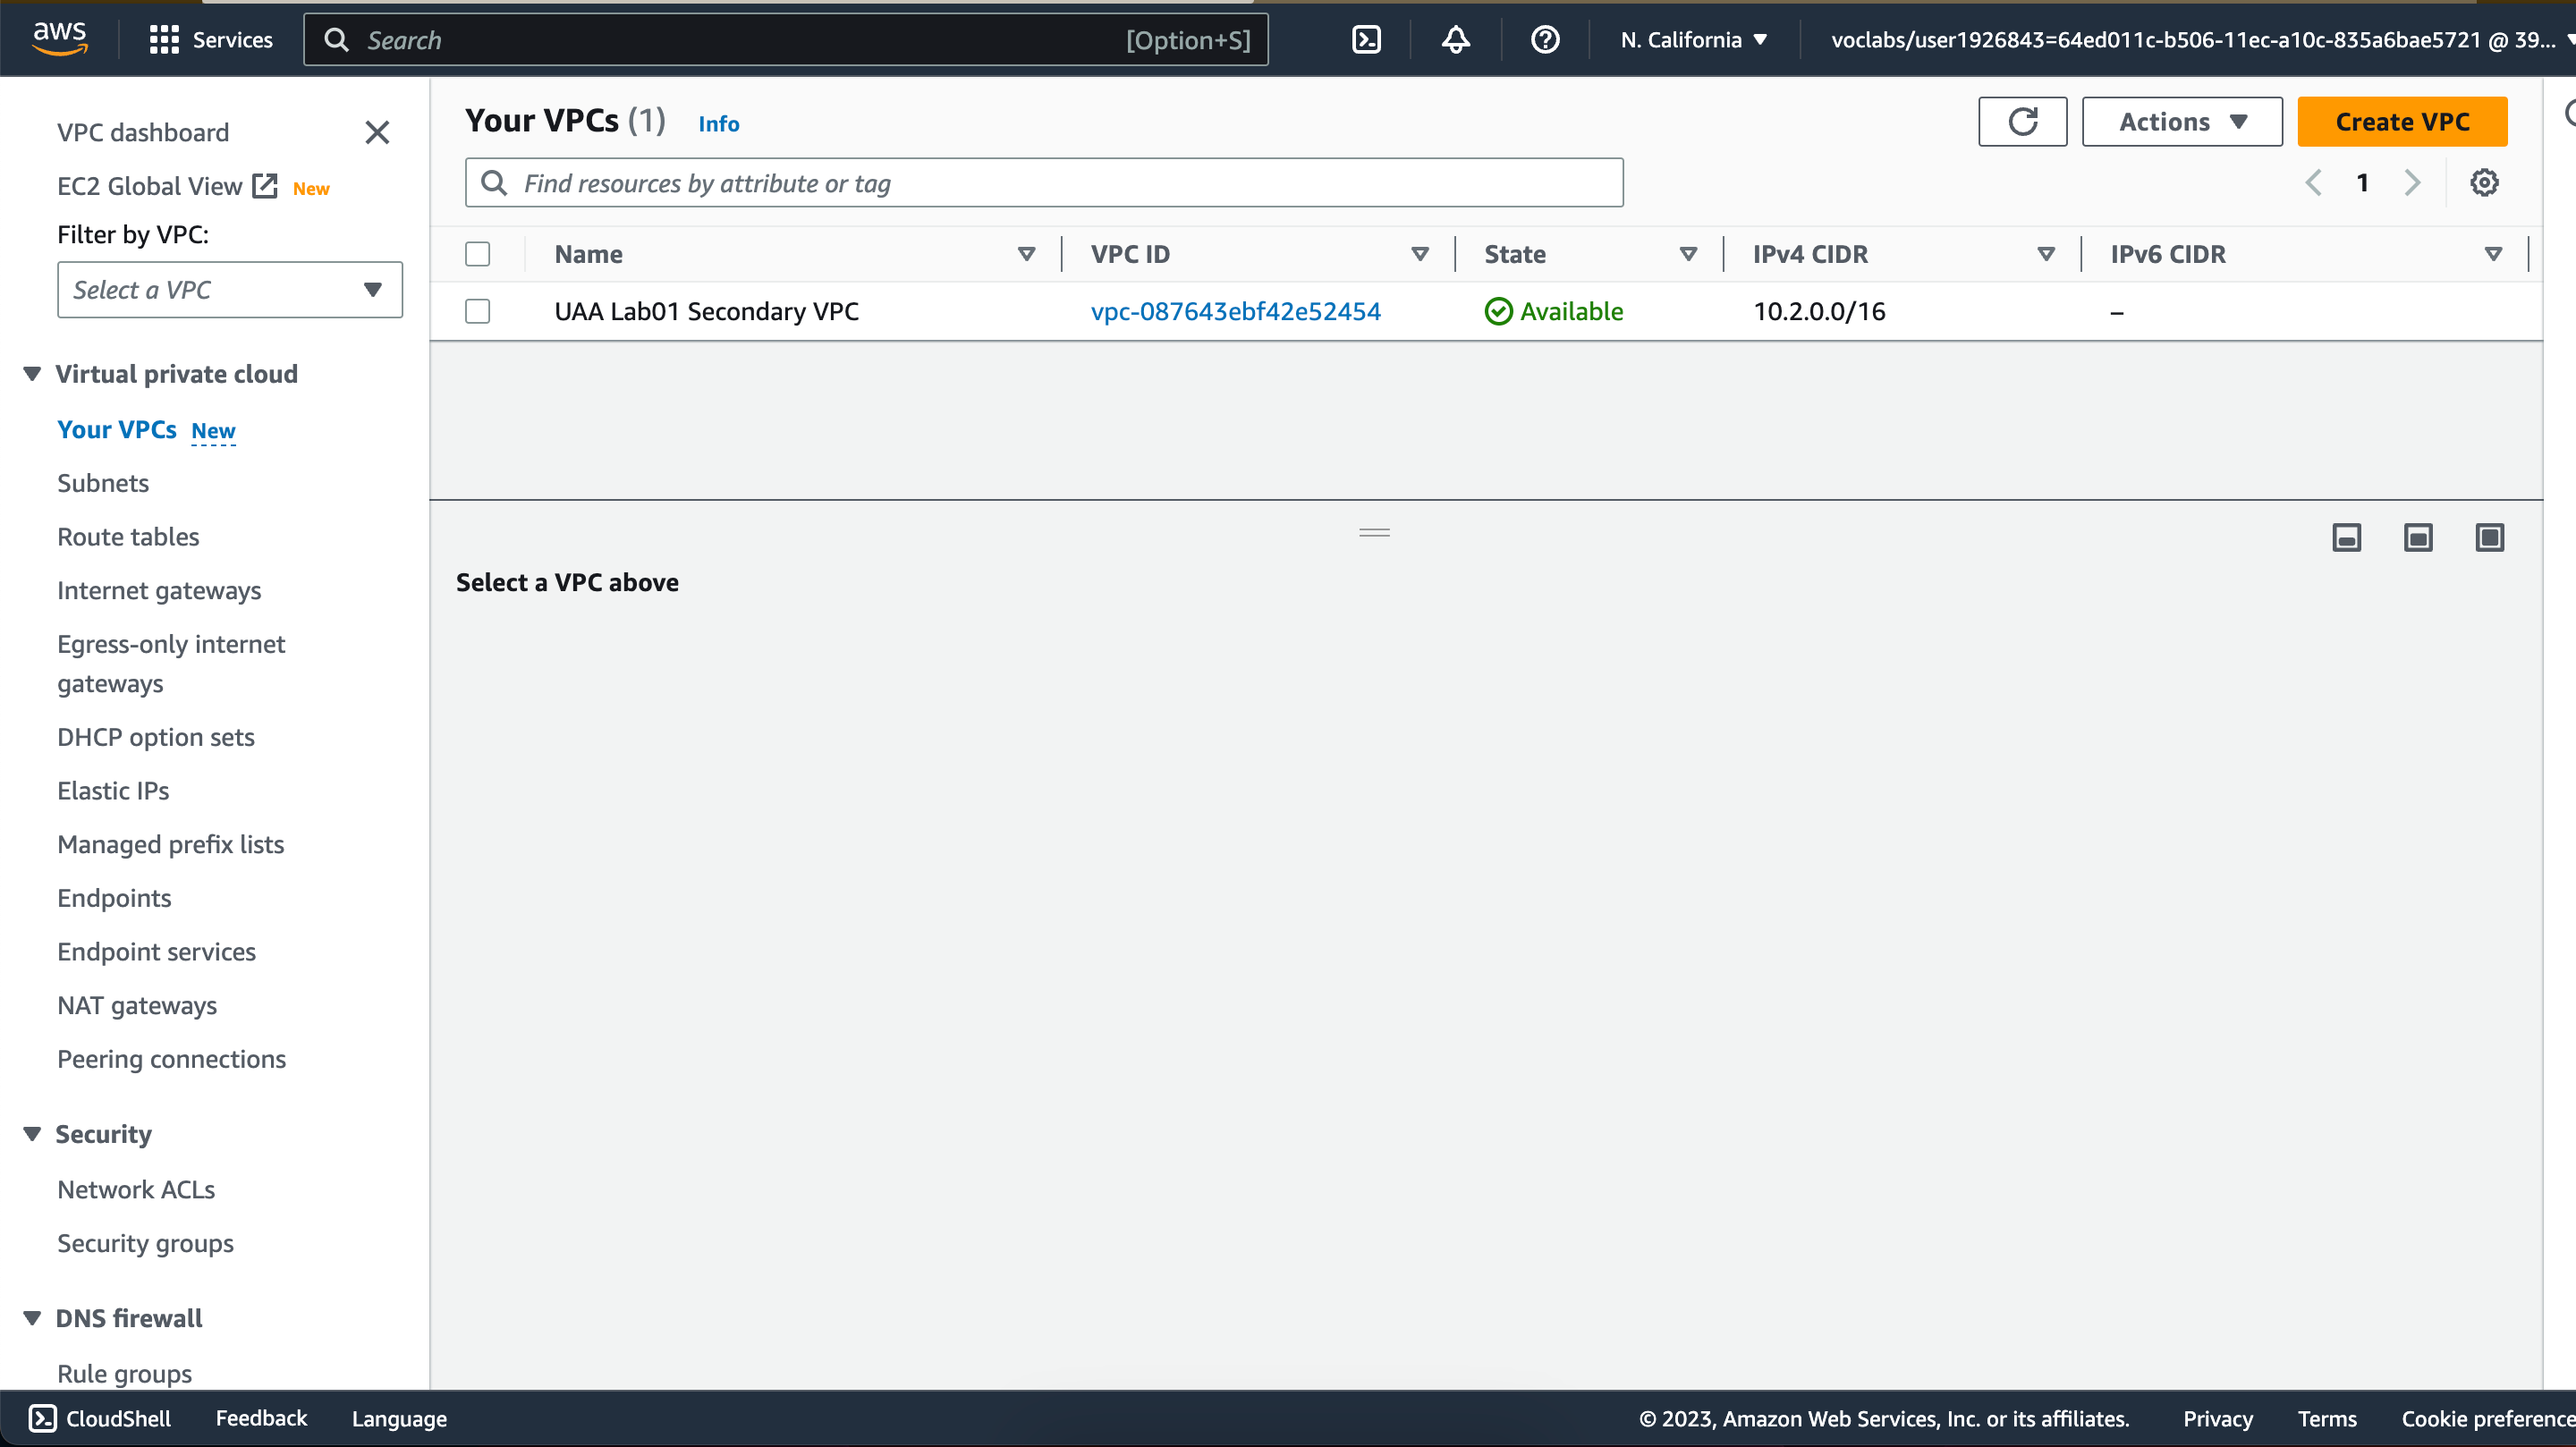 aws
Services
Search [Option+S]
N. California
voclabs/user1926843=64ed011c-b506-11ec-a10c-835a6bae5721 @ 39...
VPC dashboard
EC2 Global View New
Filter by VPC:
Select a VPC
Virtual private cloud
Your VPCs New
Subnets
Route tables
Internet gateways
Egress-only internet
gateways
DHCP option sets
Elastic IPs
Managed prefix lists
Endpoints
Endpoint services
NAT gateways
Peering connections
Security
Network ACLs
Security groups
DNS firewall
Rule groups
Your VPCs (1) Info
Actions
Create VPC
Find resources by attribute or tag
1
Name VPC ID State IPv4 CIDR IPv6 CIDR
UAA Lab01 Secondary VPC vpc-087643ebf42e52454 Available 10.2.0.0/16 –
Select a VPC above
CloudShell Feedback Language
© 2023, Amazon Web Services, Inc. or its affiliates. Privacy Terms Cookie preference